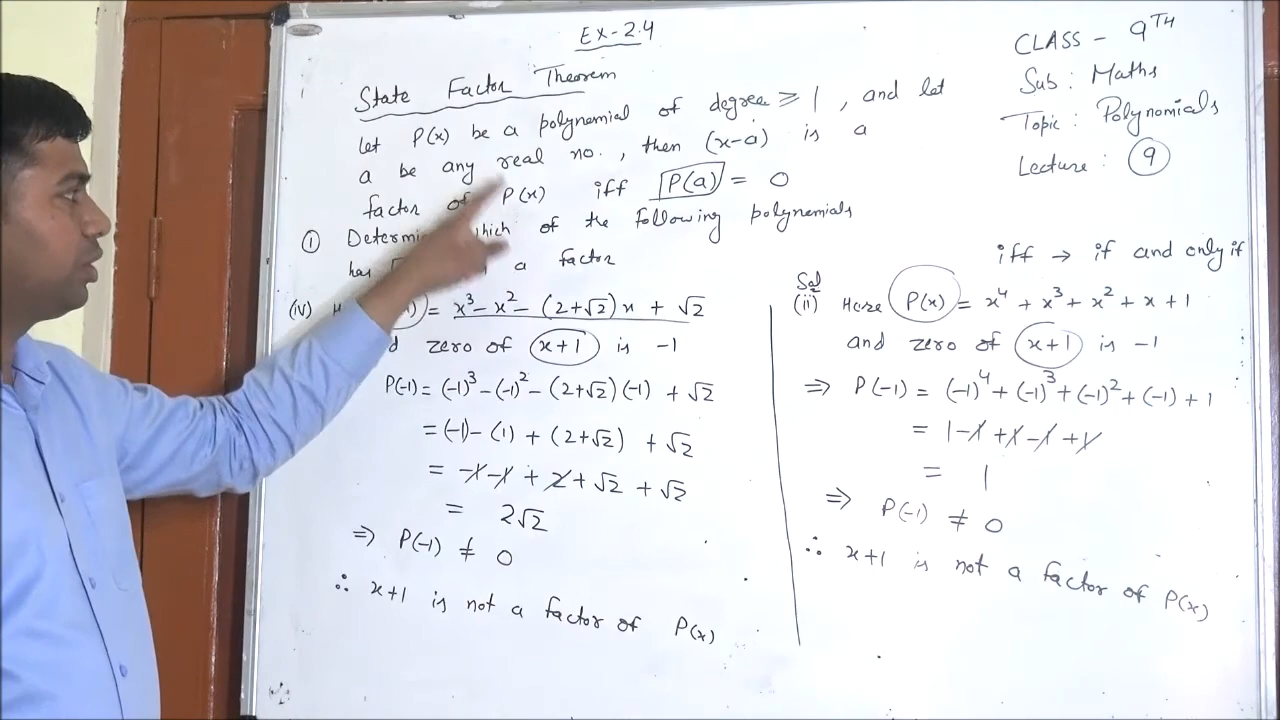 EX-2.4
CLASS - 9TH
Sub : Maths
Topic : Polynomials
Lecture : 9
State Factor Theorem
let P(x) be a polynomial of degree ≥ 1 , and let
a be any real no. , then (x-a) is a
factor of P(x) iff P(a) = 0
iff → if and only if
① Determi which of the following polynomials
has a factor
(iv) = x³ - x² - (2+√2)x + √2
zero of x+1 is -1
P(-1) = (-1)³ - (-1)² - (2+√2)(-1) + √2
= (-1) - (1) + (2+√2) + √2
= -1 - 1 + 2 + √2 + √2
= 2√2
⇒ P(-1) ≠ 0
∴ x+1 is not a factor of P(x)
Sol
(ii) Here P(x) = x⁴ + x³ + x² + x + 1
and zero of x+1 is -1
⇒ P(-1) = (-1)⁴ + (-1)³ + (-1)² + (-1) + 1
= 1 - 1 + 1 - 1 + 1
= 1
⇒ P(-1) ≠ 0
∴ x+1 is not a factor of P(x)